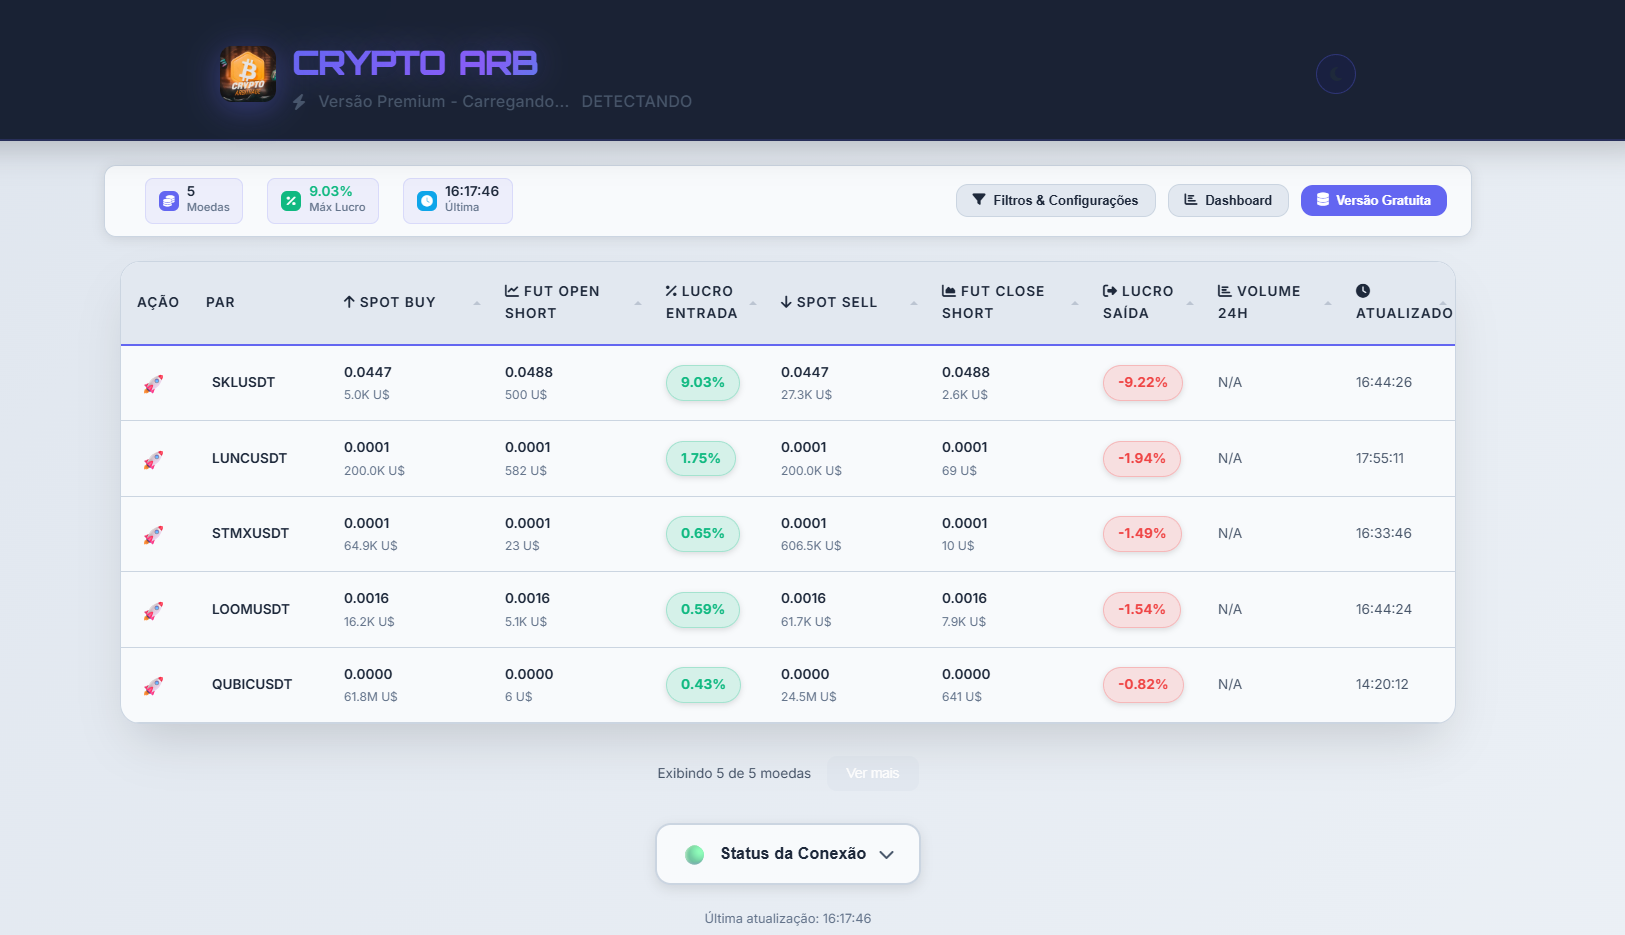 CRYPTO ARB
Versão Premium - Carregando... DETECTANDO
5
Moedas
9.03%
Máx Lucro
16:17:46
Última
Filtros & Configurações
Dashboard
Versão Gratuita
AÇÃO
PAR
SPOT BUY
FUT OPEN
SHORT
LUCRO
ENTRADA
SPOT SELL
FUT CLOSE
SHORT
LUCRO
SAÍDA
VOLUME
24H
ATUALIZADO
SKLUSDT
0.0447
5.0K U$
0.0488
500 U$
9.03%
0.0447
27.3K U$
0.0488
2.6K U$
-9.22%
N/A
16:44:26
LUNCUSDT
0.0001
200.0K U$
0.0001
582 U$
1.75%
0.0001
200.0K U$
0.0001
69 U$
-1.94%
N/A
17:55:11
STMXUSDT
0.0001
64.9K U$
0.0001
23 U$
0.65%
0.0001
606.5K U$
0.0001
10 U$
-1.49%
N/A
16:33:46
LOOMUSDT
0.0016
16.2K U$
0.0016
5.1K U$
0.59%
0.0016
61.7K U$
0.0016
7.9K U$
-1.54%
N/A
16:44:24
QUBICUSDT
0.0000
61.8M U$
0.0000
6 U$
0.43%
0.0000
24.5M U$
0.0000
641 U$
-0.82%
N/A
14:20:12
Exibindo 5 de 5 moedas
Ver mais
Status da Conexão
Última atualização: 16:17:46